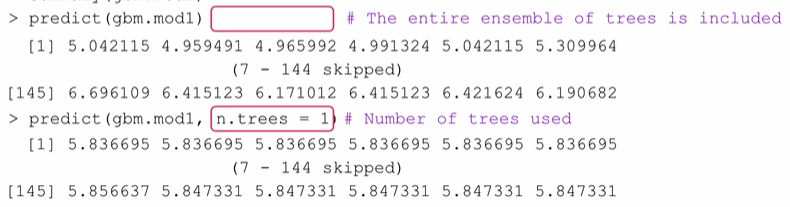 > predict(gbm.mod1) # The entire ensemble of trees is included
[1] 5.042115 4.959491 4.965992 4.991324 5.042115 5.309964
(7 - 144 skipped)
[145] 6.696109 6.415123 6.171012 6.415123 6.421624 6.190682
> predict(gbm.mod1, n.trees = 1) # Number of trees used
[1] 5.836695 5.836695 5.836695 5.836695 5.836695 5.836695
(7 - 144 skipped)
[145] 5.856637 5.847331 5.847331 5.847331 5.847331 5.847331